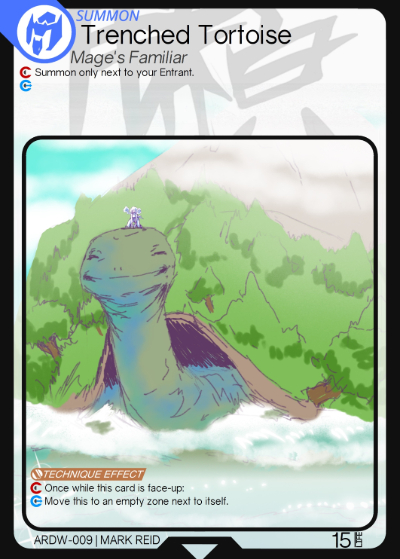 SUMMON
Trenched Tortoise
Mage's Familiar
C Summon only next to your Entrant.
TECHNIQUE EFFECT
C Once while this card is face-up:
Move this to an empty zone next to itself.
ARDW-009 | MARK REID
15 LIFE